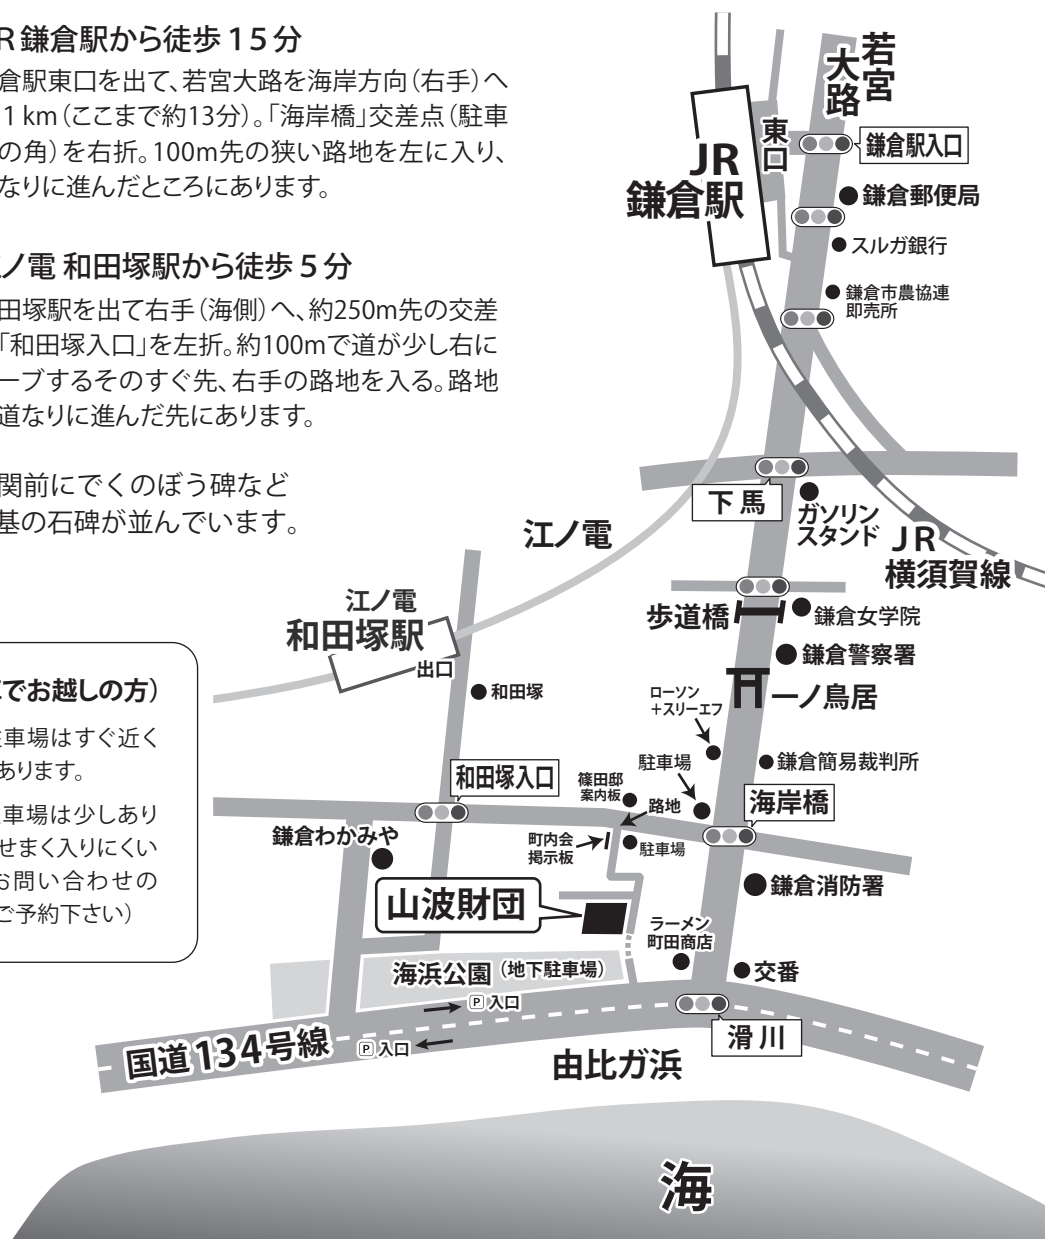 R 鎌倉駅から徒歩 15 分
倉駅東口を出て、若宮大路を海岸方向（右手）へ
1 km（ここまで約13分）。「海岸橋」交差点（駐車
の角）を右折。100m先の狭い路地を左に入り、
なりに進んだところにあります。
ノ電 和田塚駅から徒歩 5 分
田塚駅を出て右手（海側）へ、約250m先の交差
「和田塚入口」を左折。約100mで道が少し右に
ーブするそのすぐ先、右手の路地を入る。路地
道なりに進んだ先にあります。
関前にでくのぼう碑など
基の石碑が並んでいます。
でお越しの方）
車場はすぐ近く
あります。
車場は少しあり
せまく入りにくい
お問い合わせの
ご予約下さい）
若宮
大路
東口
JR
鎌倉駅
鎌倉駅入口
鎌倉郵便局
スルガ銀行
鎌倉市農協連
即売所
下馬
ガソリン
スタンド
JR
横須賀線
江ノ電
江ノ電
和田塚駅
出口
和田塚
歩道橋
鎌倉女学院
鎌倉警察署
一ノ鳥居
ローソン
＋スリーエフ
駐車場
鎌倉簡易裁判所
和田塚入口
篠田邸
案内板
路地
海岸橋
鎌倉わかみや
町内会
掲示板
駐車場
鎌倉消防署
山波財団
ラーメン
町田商店
海浜公園（地下駐車場）
交番
P 入口
P 入口
国道134号線
滑川
由比ガ浜
海